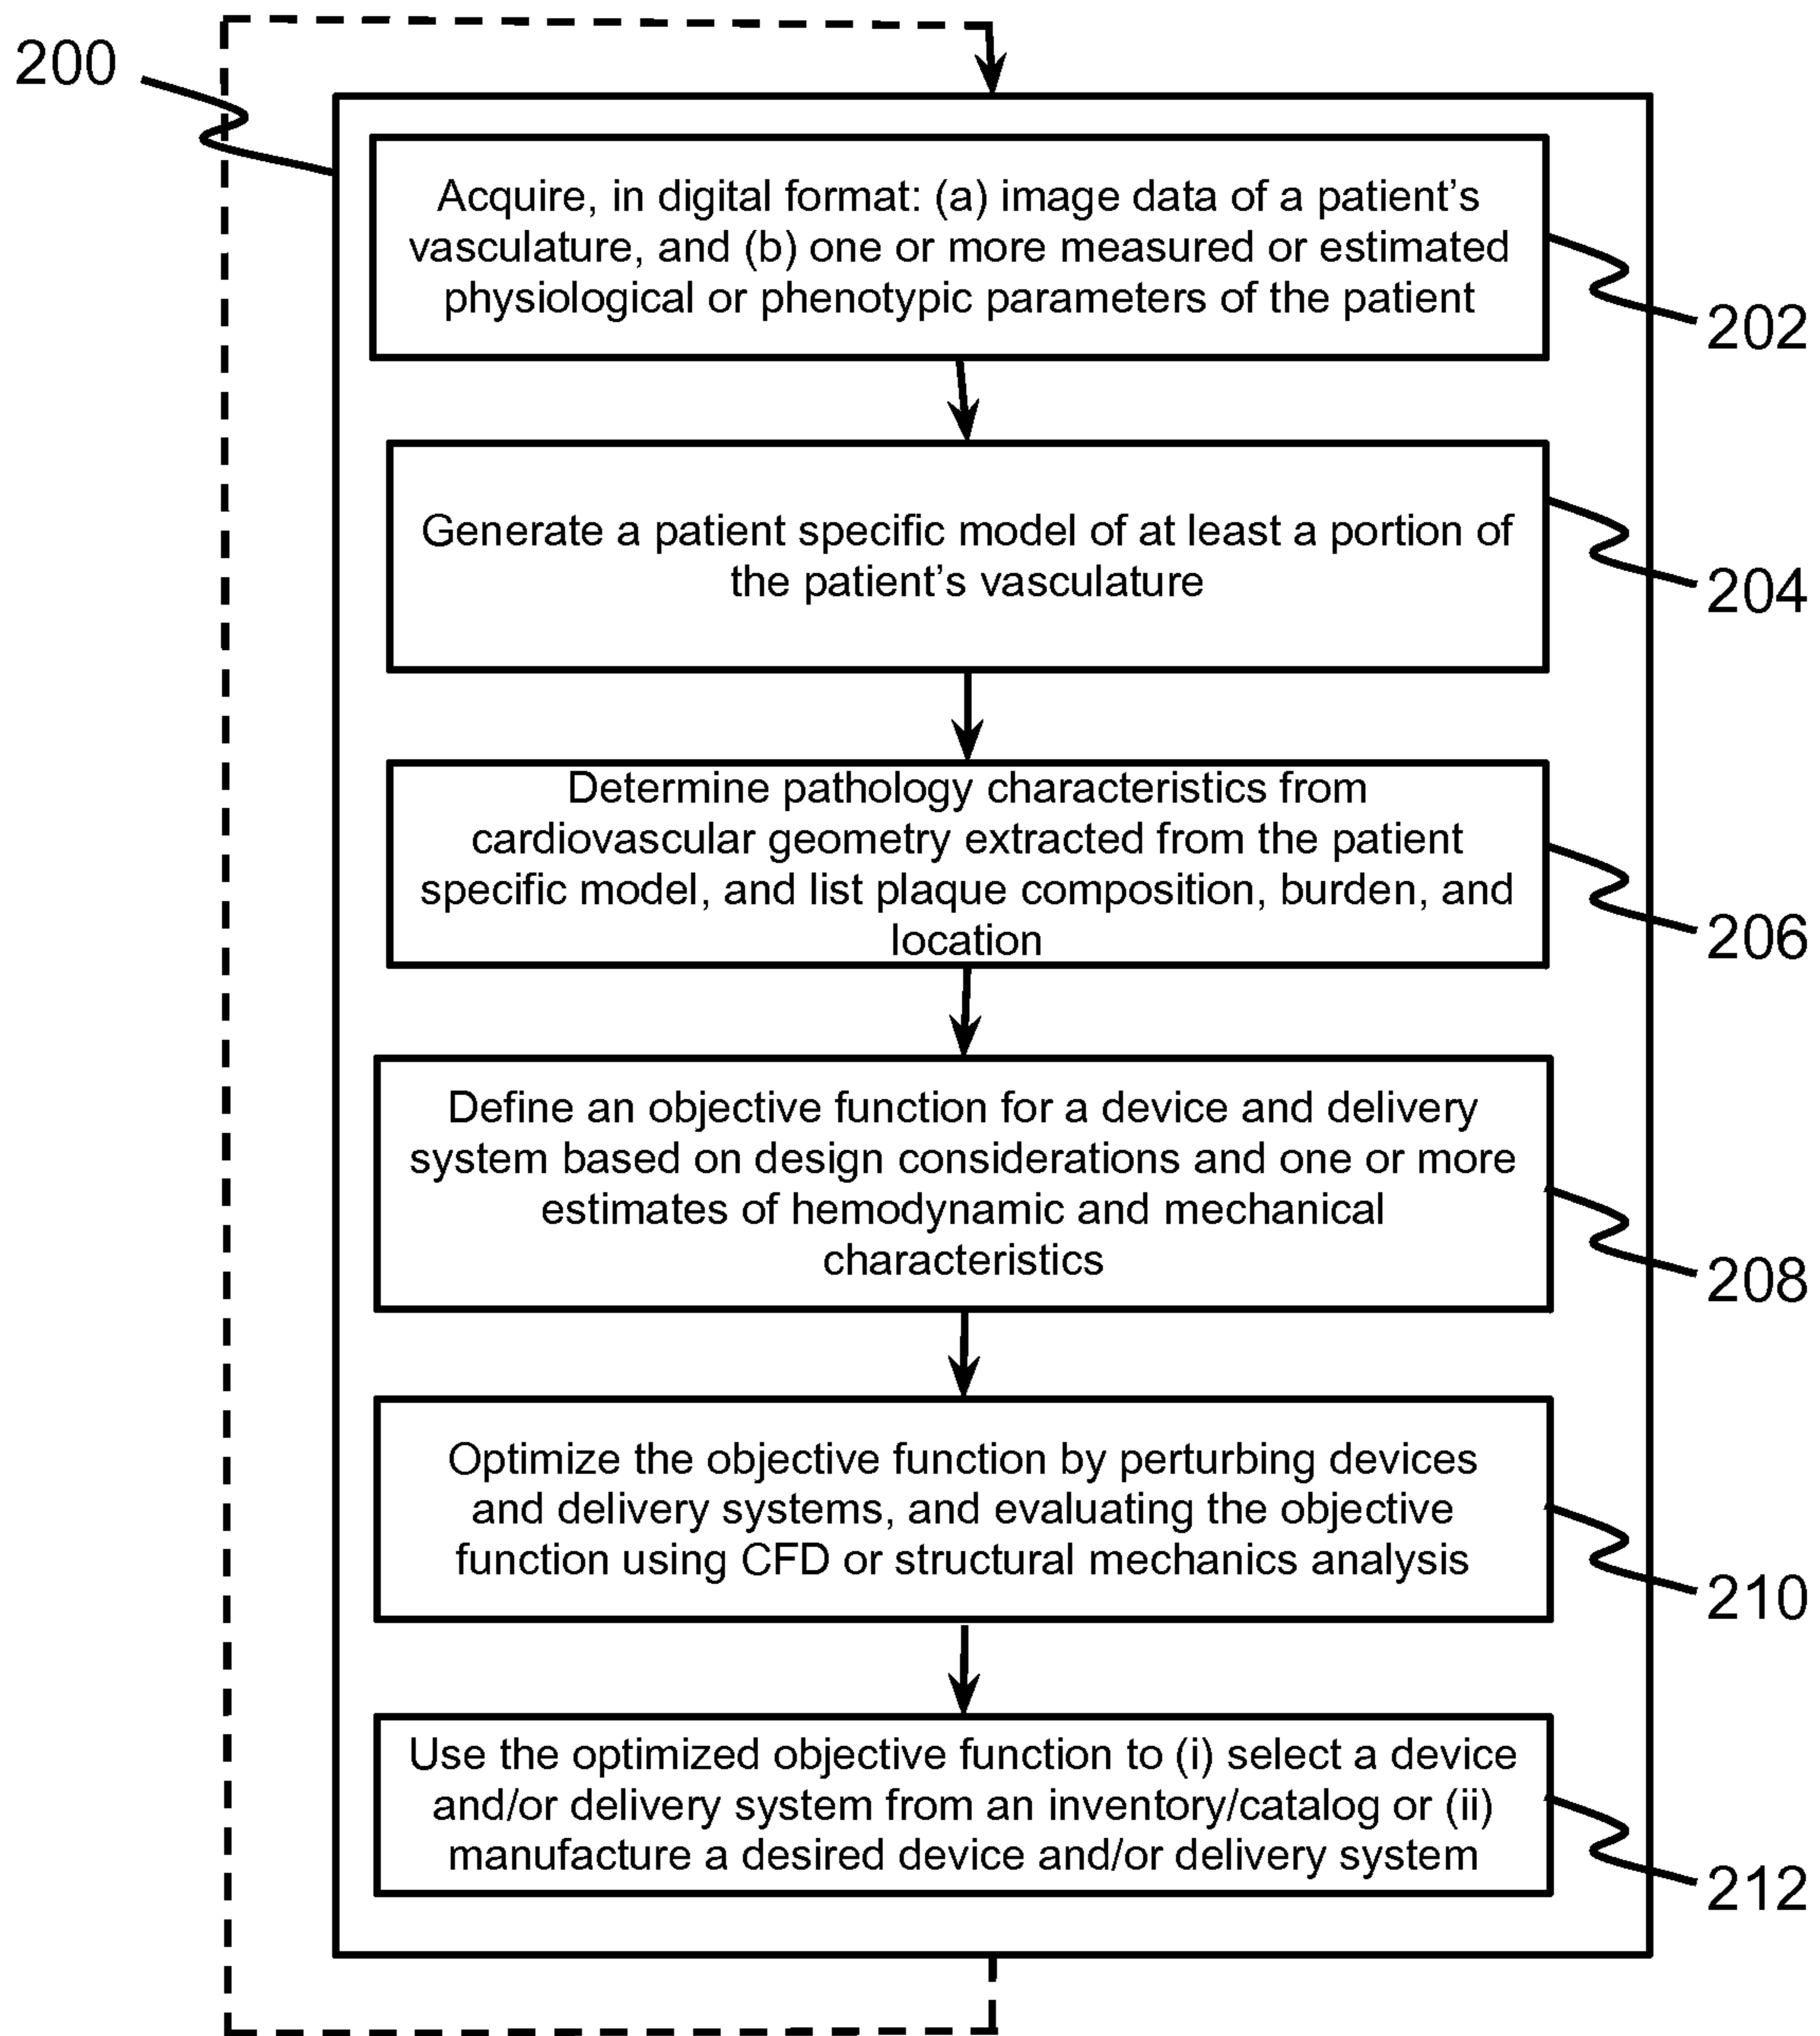 200
Acquire, in digital format: (a) image data of a patient’s
vasculature, and (b) one or more measured or estimated
physiological or phenotypic parameters of the patient
202
Generate a patient specific model of at least a portion of
the patient’s vasculature
204
Determine pathology characteristics from
cardiovascular geometry extracted from the patient
specific model, and list plaque composition, burden, and
location
206
Define an objective function for a device and delivery
system based on design considerations and one or more
estimates of hemodynamic and mechanical
characteristics
208
Optimize the objective function by perturbing devices
and delivery systems, and evaluating the objective
function using CFD or structural mechanics analysis
210
Use the optimized objective function to (i) select a device
and/or delivery system from an inventory/catalog or (ii)
manufacture a desired device and/or delivery system
212